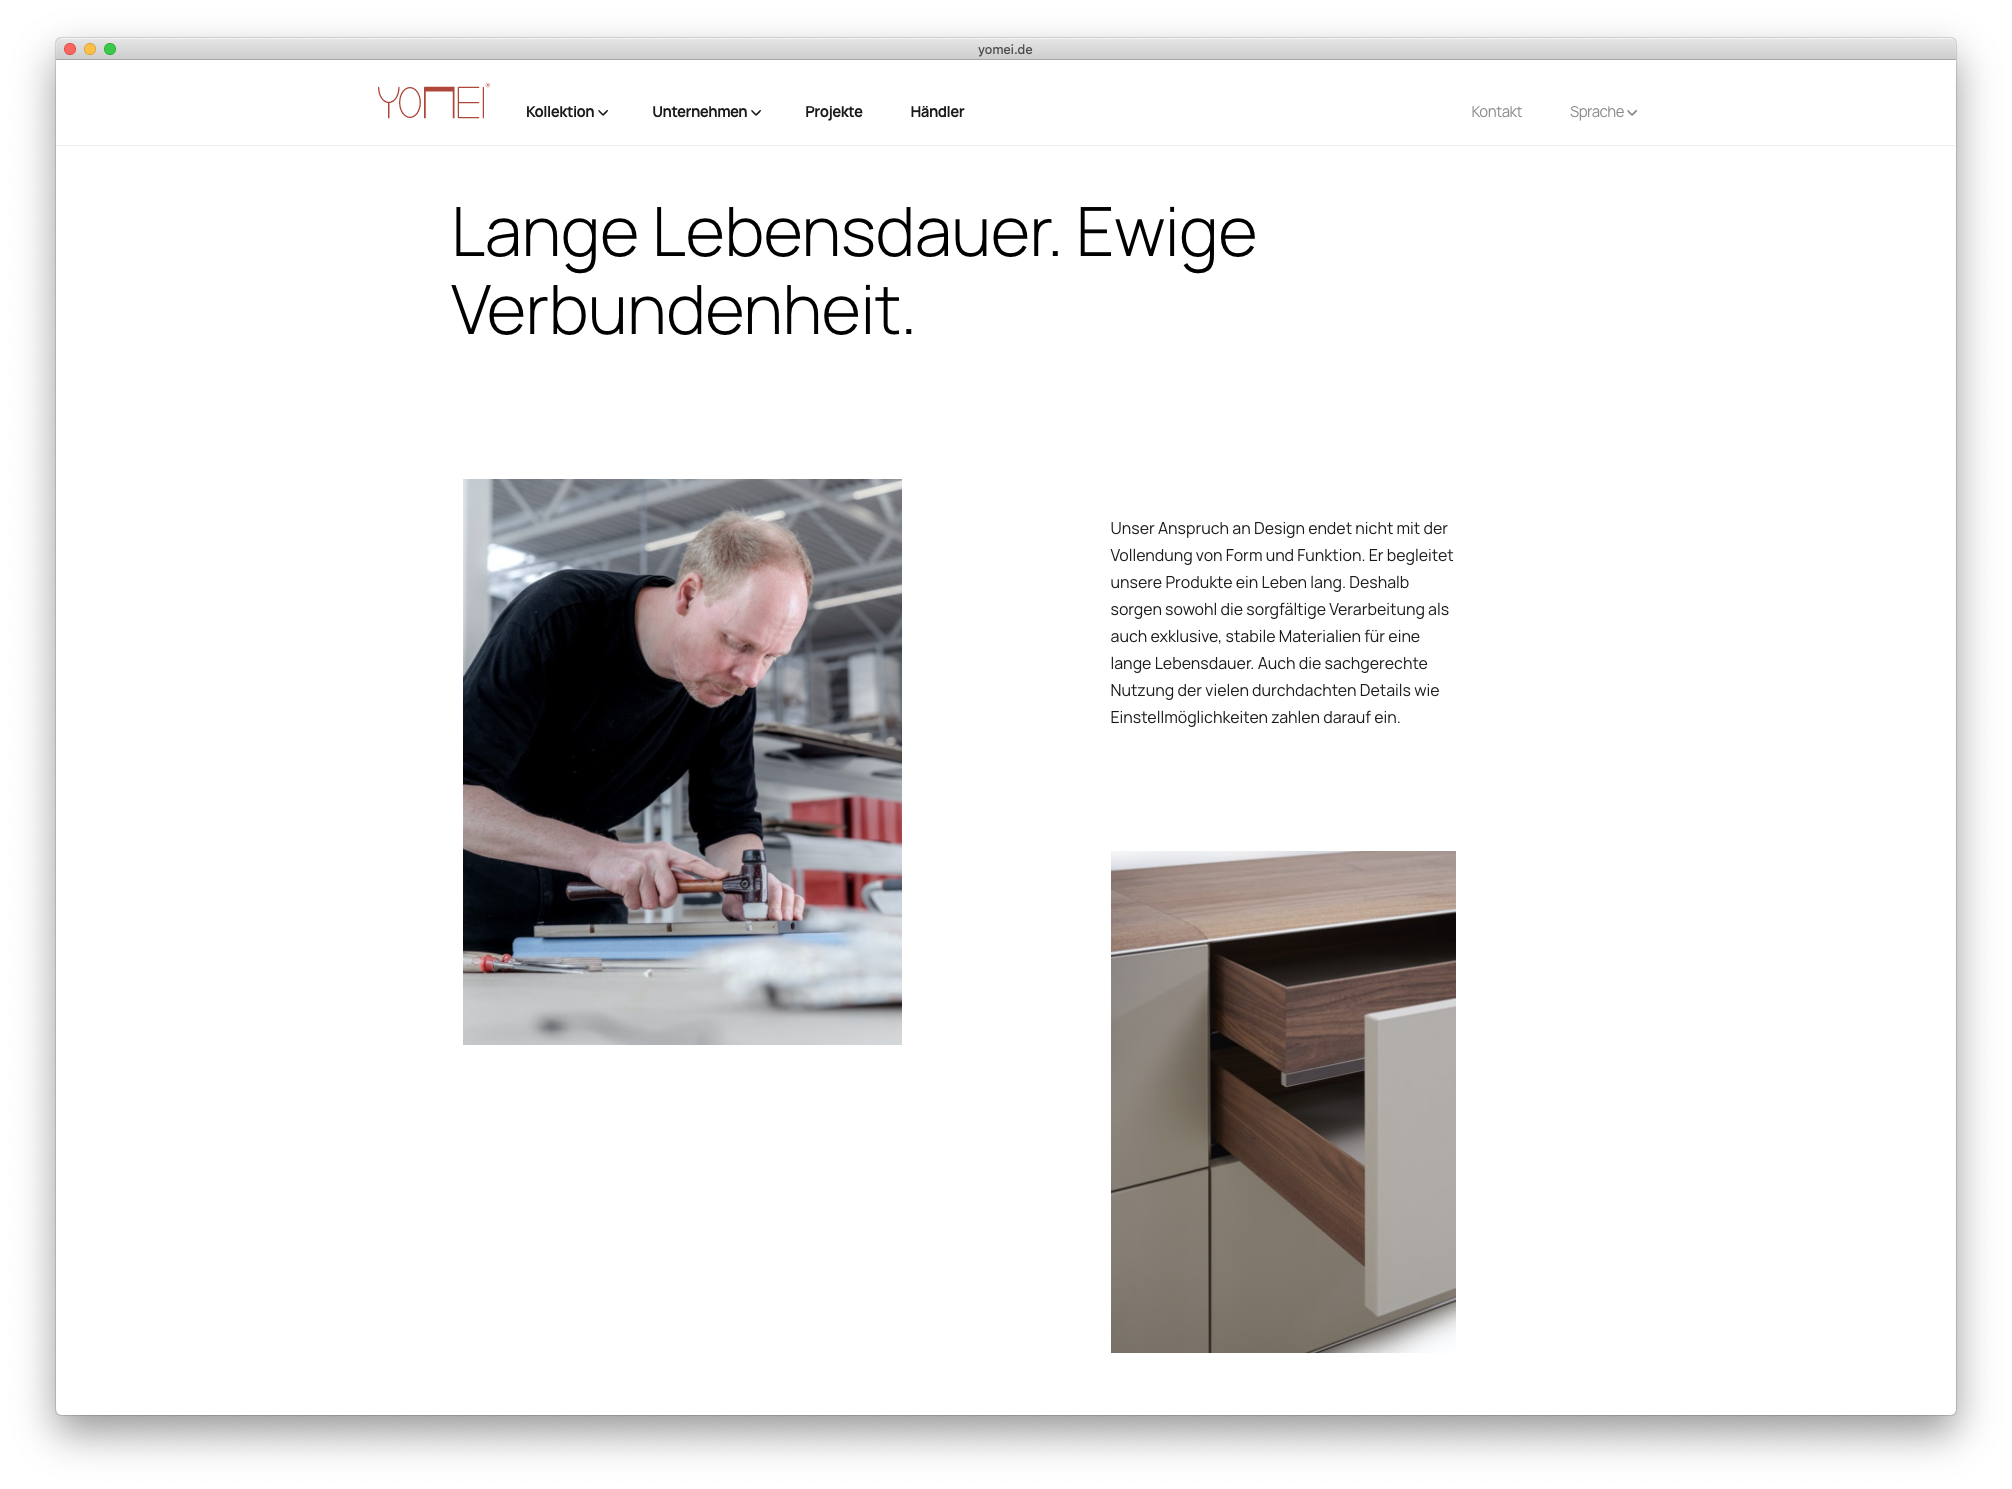 yomei.de
YOMEI®
Kollektion
Unternehmen
Projekte
Händler
Kontakt
Sprache
Lange Lebensdauer. Ewige
Verbundenheit.
Unser Anspruch an Design endet nicht mit der
Vollendung von Form und Funktion. Er begleitet
unsere Produkte ein Leben lang. Deshalb
sorgen sowohl die sorgfältige Verarbeitung als
auch exklusive, stabile Materialien für eine
lange Lebensdauer. Auch die sachgerechte
Nutzung der vielen durchdachten Details wie
Einstellmöglichkeiten zahlen darauf ein.